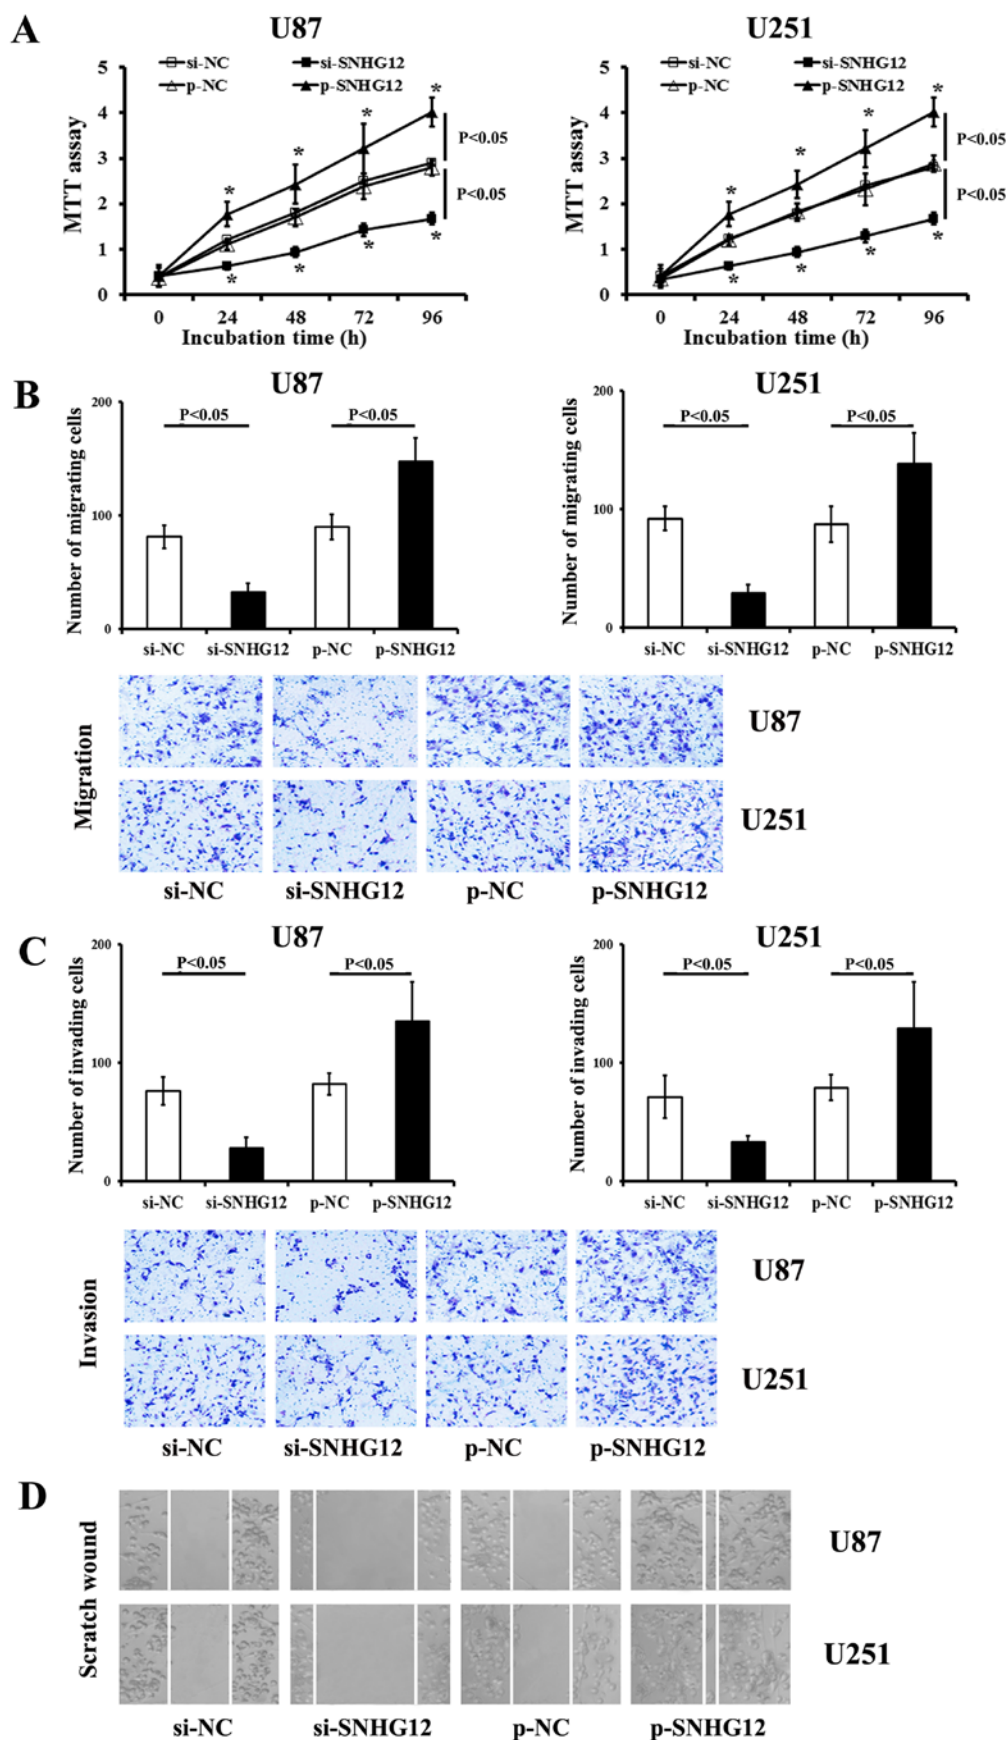 A
U87
U251
si-NC
si-SNHG12
p-NC
p-SNHG12
MTT assay
5
4
3
2
1
0
*
*
*
*
*
*
*
*
P<0.05
P<0.05
0
24
48
72
96
Incubation time (h)
si-NC
si-SNHG12
p-NC
p-SNHG12
MTT assay
5
4
3
2
1
0
*
*
*
*
*
*
*
*
P<0.05
P<0.05
0
24
48
72
96
Incubation time (h)
B
U87
U251
Number of migrating cells
200
100
0
P<0.05
P<0.05
si-NC
si-SNHG12
p-NC
p-SNHG12
Number of migrating cells
200
100
0
P<0.05
P<0.05
si-NC
si-SNHG12
p-NC
p-SNHG12
Migration
U87
U251
si-NC
si-SNHG12
p-NC
p-SNHG12
C
U87
U251
Number of invading cells
200
100
0
P<0.05
P<0.05
si-NC
si-SNHG12
p-NC
p-SNHG12
Number of invading cells
200
100
0
P<0.05
P<0.05
si-NC
si-SNHG12
p-NC
p-SNHG12
Invasion
U87
U251
si-NC
si-SNHG12
p-NC
p-SNHG12
D
Scratch wound
U87
U251
si-NC
si-SNHG12
p-NC
p-SNHG12